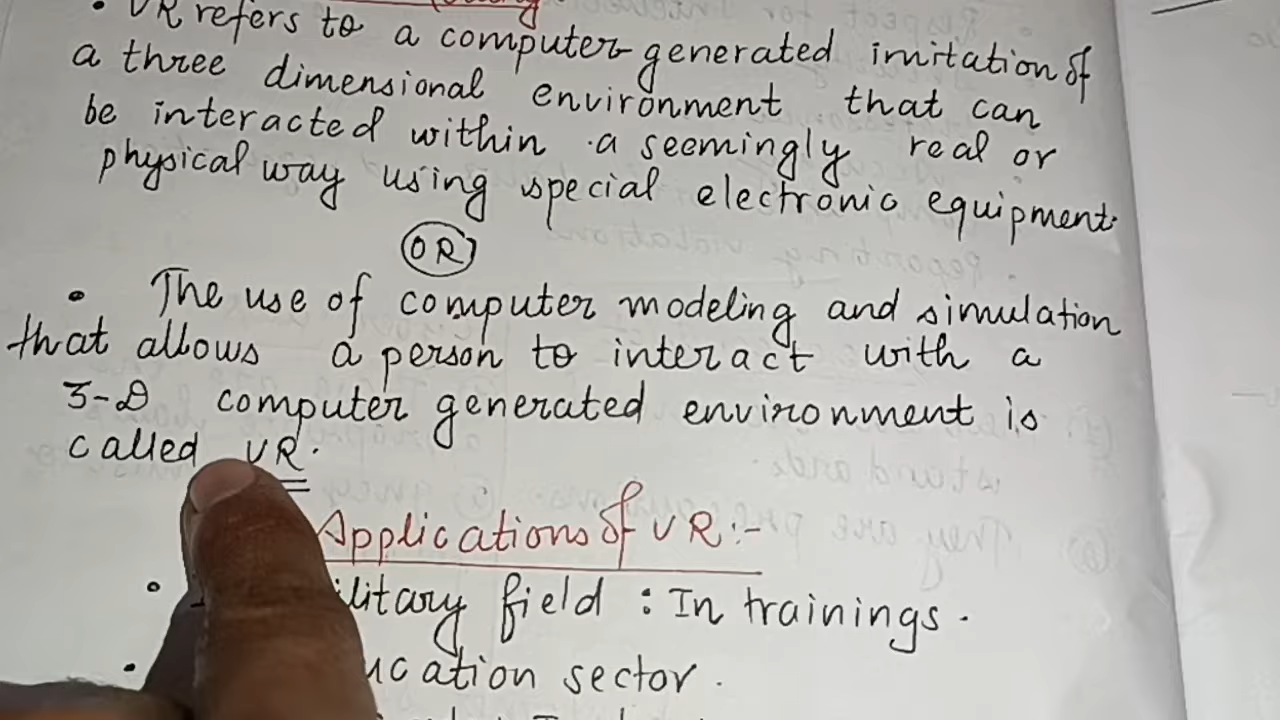 • VR refers to a computer generated imitation of
a three dimensional environment that can
be interacted within a seemingly real or
physical way using special electronic equipment.
OR
• The use of computer modeling and simulation
that allows a person to interact with a
3-D computer generated environment is
called VR.
Applications of VR :-
• field : In trainings.
• sector.